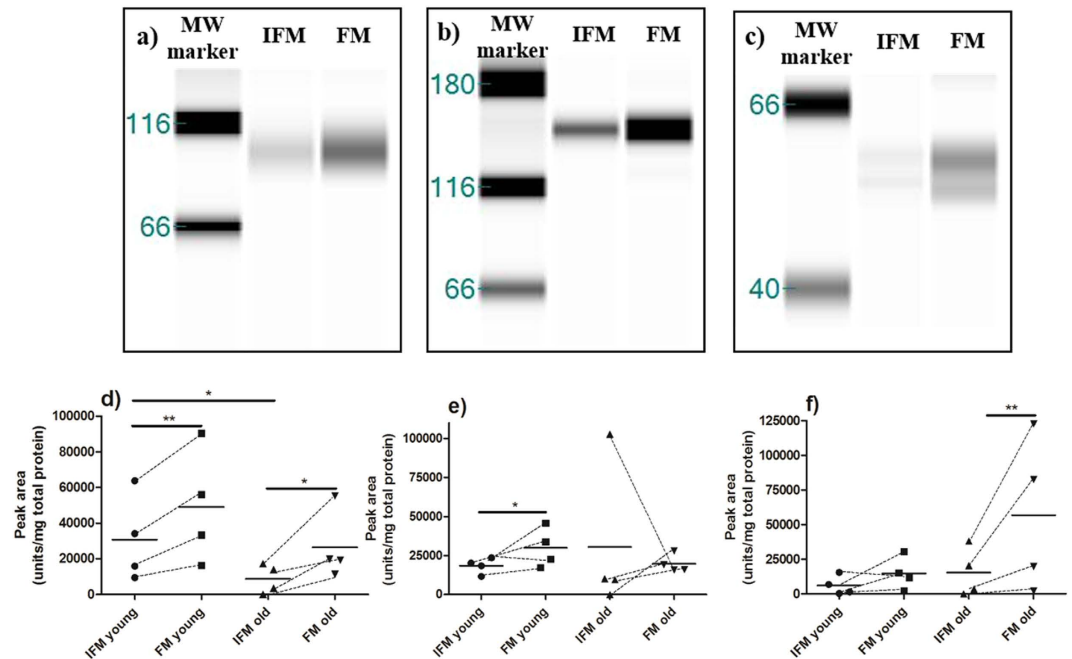 a)
MW marker
IFM
FM
116
66
b)
MW marker
IFM
FM
180
116
66
c)
MW marker
IFM
FM
66
40
d)
*
**
*
Peak area
(units/mg total protein)
100000
80000
60000
40000
20000
0
IFM young
FM young
IFM old
FM old
e)
*
Peak area
(units/mg total protein)
100000
75000
50000
25000
0
IFM young
FM young
IFM old
FM old
f)
**
Peak area
(units/mg total protein)
125000
100000
75000
50000
25000
0
IFM young
FM young
IFM old
FM old